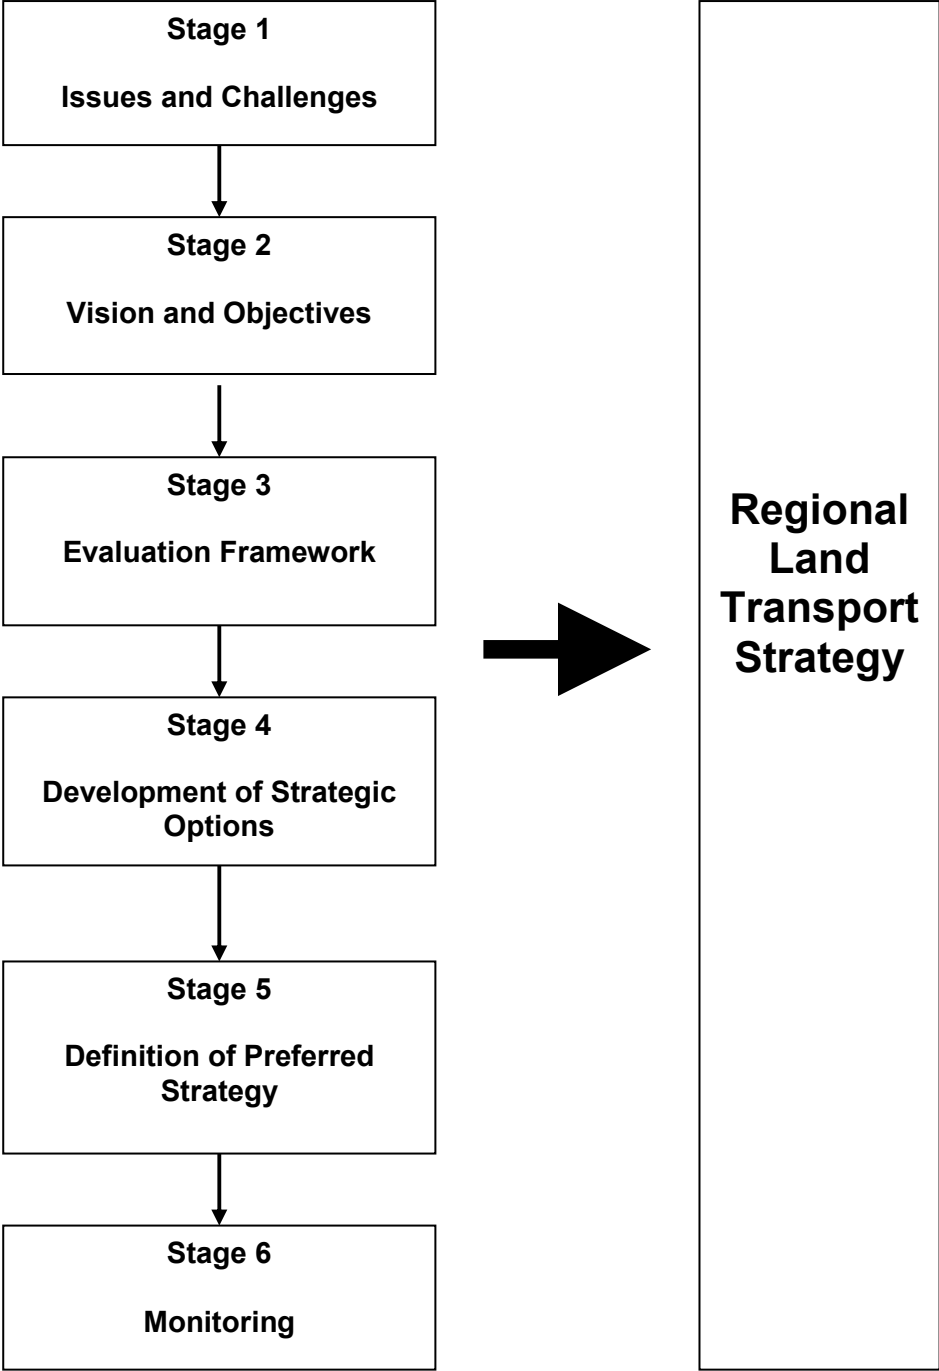 Stage 1
Issues and Challenges
Stage 2
Vision and Objectives
Stage 3
Evaluation Framework
Stage 4
Development of Strategic
Options
Stage 5
Definition of Preferred
Strategy
Stage 6
Monitoring
Regional
Land
Transport
Strategy